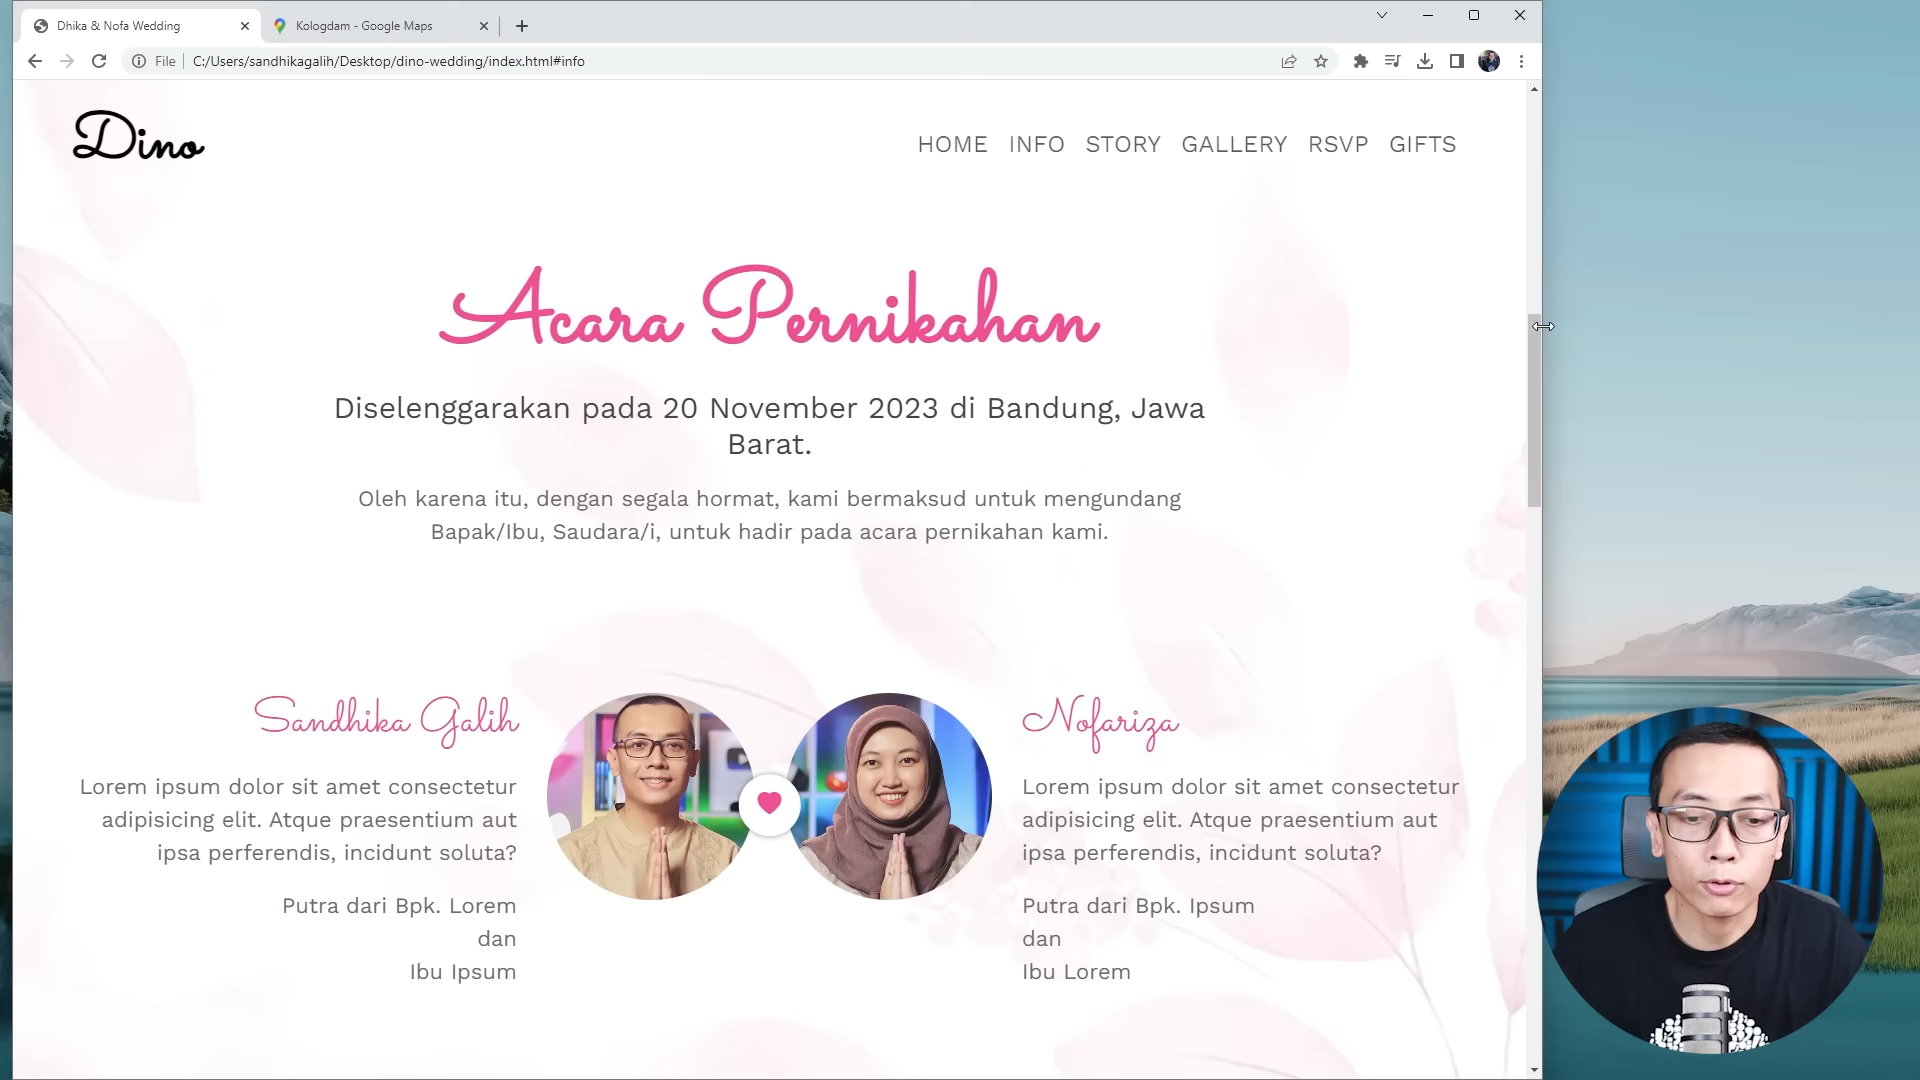 Dhika & Nofa Wedding
Kologdam - Google Maps
File
C:/Users/sandhikagalih/Desktop/dino-wedding/index.html#info
Dino
HOME INFO STORY GALLERY RSVP GIFTS
Acara Pernikahan
Diselenggarakan pada 20 November 2023 di Bandung, Jawa
Barat.
Oleh karena itu, dengan segala hormat, kami bermaksud untuk mengundang
Bapak/Ibu, Saudara/i, untuk hadir pada acara pernikahan kami.
Sandhika Galih
Lorem ipsum dolor sit amet consectetur
adipisicing elit. Atque praesentium aut
ipsa perferendis, incidunt soluta?
Putra dari Bpk. Lorem
dan
Ibu Ipsum
Nofariza
Lorem ipsum dolor sit amet consectetur
adipisicing elit. Atque praesentium aut
ipsa perferendis, incidunt soluta?
Putra dari Bpk. Ipsum
dan
Ibu Lorem